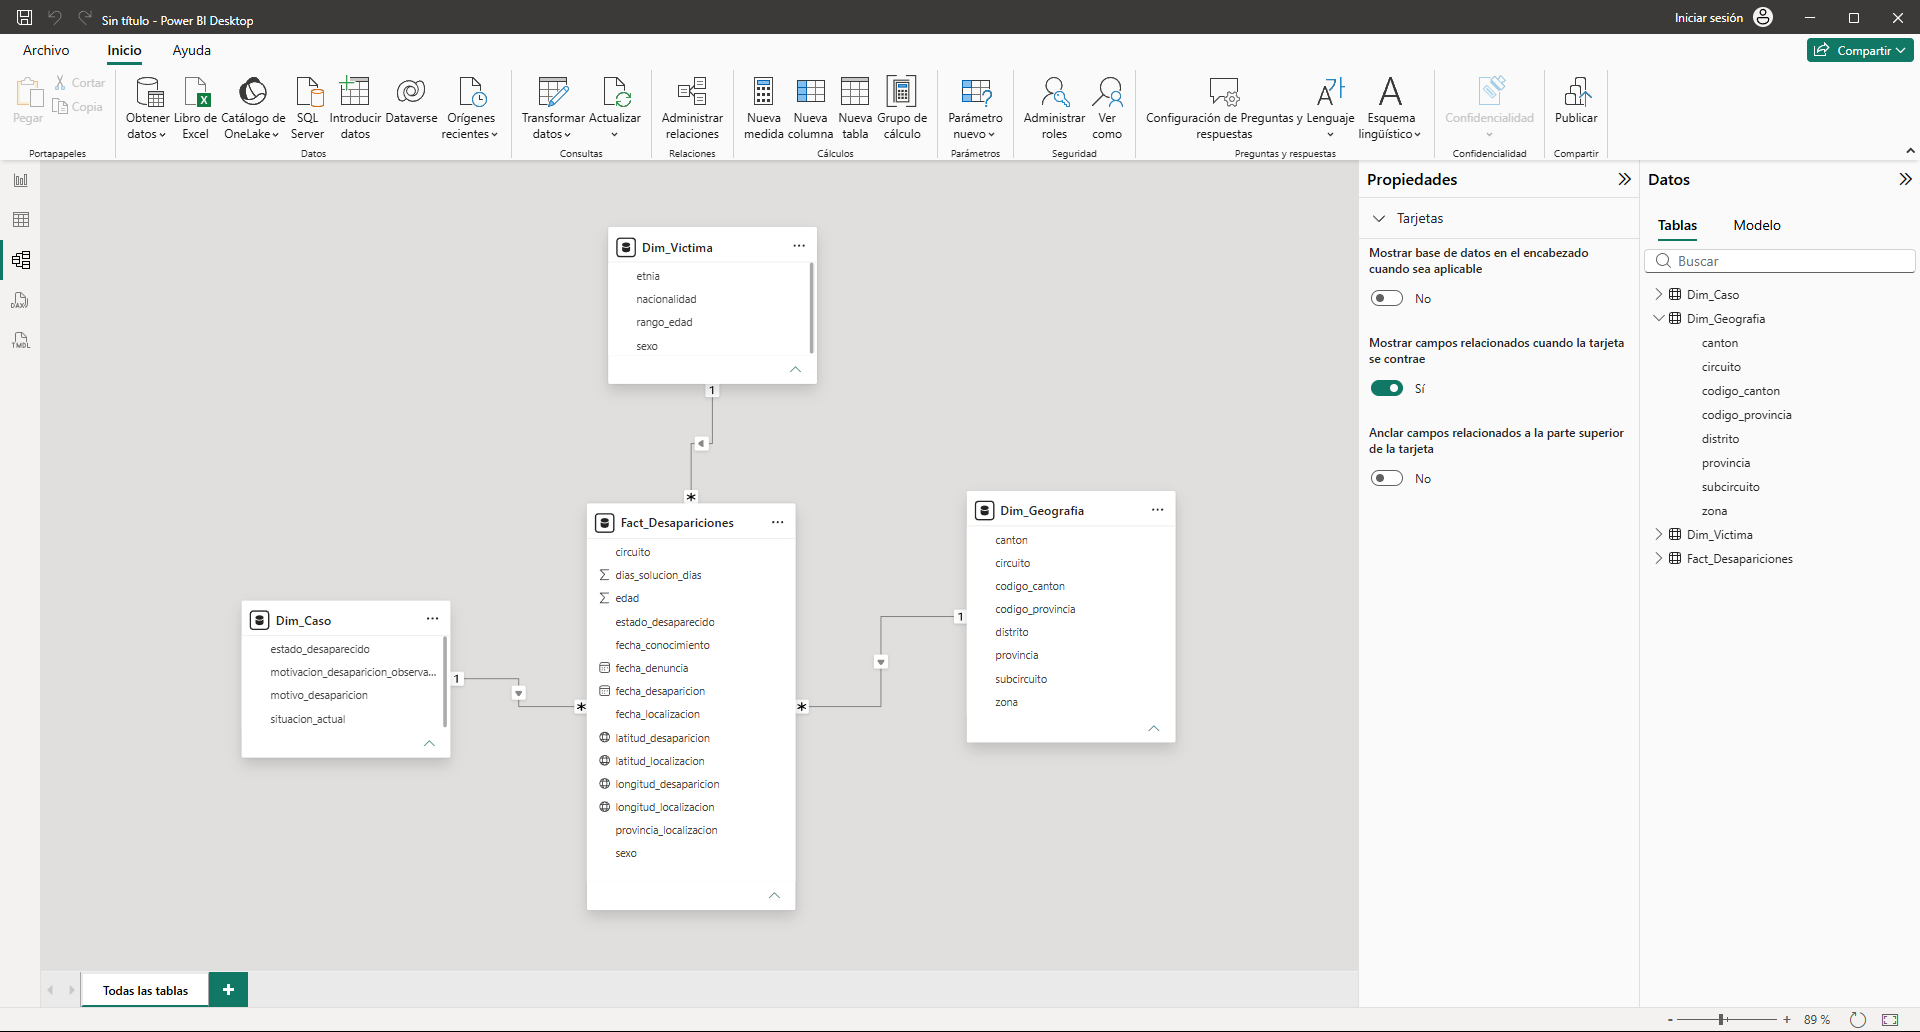 Sin título - Power BI Desktop
Iniciar sesión
Archivo
Inicio
Ayuda
Compartir
Pegar
Cortar
Copia
Portapapeles
Obtener datos
Libro de Excel
Catálogo de OneLake
SQL Server
Introducir datos
Dataverse
Orígenes recientes
Datos
Transformar datos
Actualizar
Consultas
Administrar relaciones
Relaciones
Nueva medida
Nueva columna
Nueva tabla
Grupo de cálculo
Cálculos
Parámetro nuevo
Parámetros
Administrar roles
Ver como
Seguridad
Configuración de Preguntas y respuestas
Lenguaje
Esquema lingüístico
Preguntas y respuestas
Confidencialidad
Confidencialidad
Publicar
Compartir
DAX
TMDL
Dim_Victima
etnia
nacionalidad
rango_edad
sexo
1
*
Fact_Desapariciones
circuito
dias_solucion_dias
edad
estado_desaparecido
fecha_conocimiento
fecha_denuncia
fecha_desaparicion
fecha_localizacion
latitud_desaparicion
latitud_localizacion
longitud_desaparicion
longitud_localizacion
provincia_localizacion
sexo
Dim_Caso
estado_desaparecido
motivacion_desaparicion_observa...
motivo_desaparicion
situacion_actual
1
*
Dim_Geografia
canton
circuito
codigo_canton
codigo_provincia
distrito
provincia
subcircuito
zona
1
*
Propiedades
Tarjetas
Mostrar base de datos en el encabezado
cuando sea aplicable
No
Mostrar campos relacionados cuando la tarjeta
se contrae
Sí
Anclar campos relacionados a la parte superior
de la tarjeta
No
Datos
Tablas
Modelo
Buscar
Dim_Caso
Dim_Geografia
canton
circuito
codigo_canton
codigo_provincia
distrito
provincia
subcircuito
zona
Dim_Victima
Fact_Desapariciones
Todas las tablas
+
- + 89 %